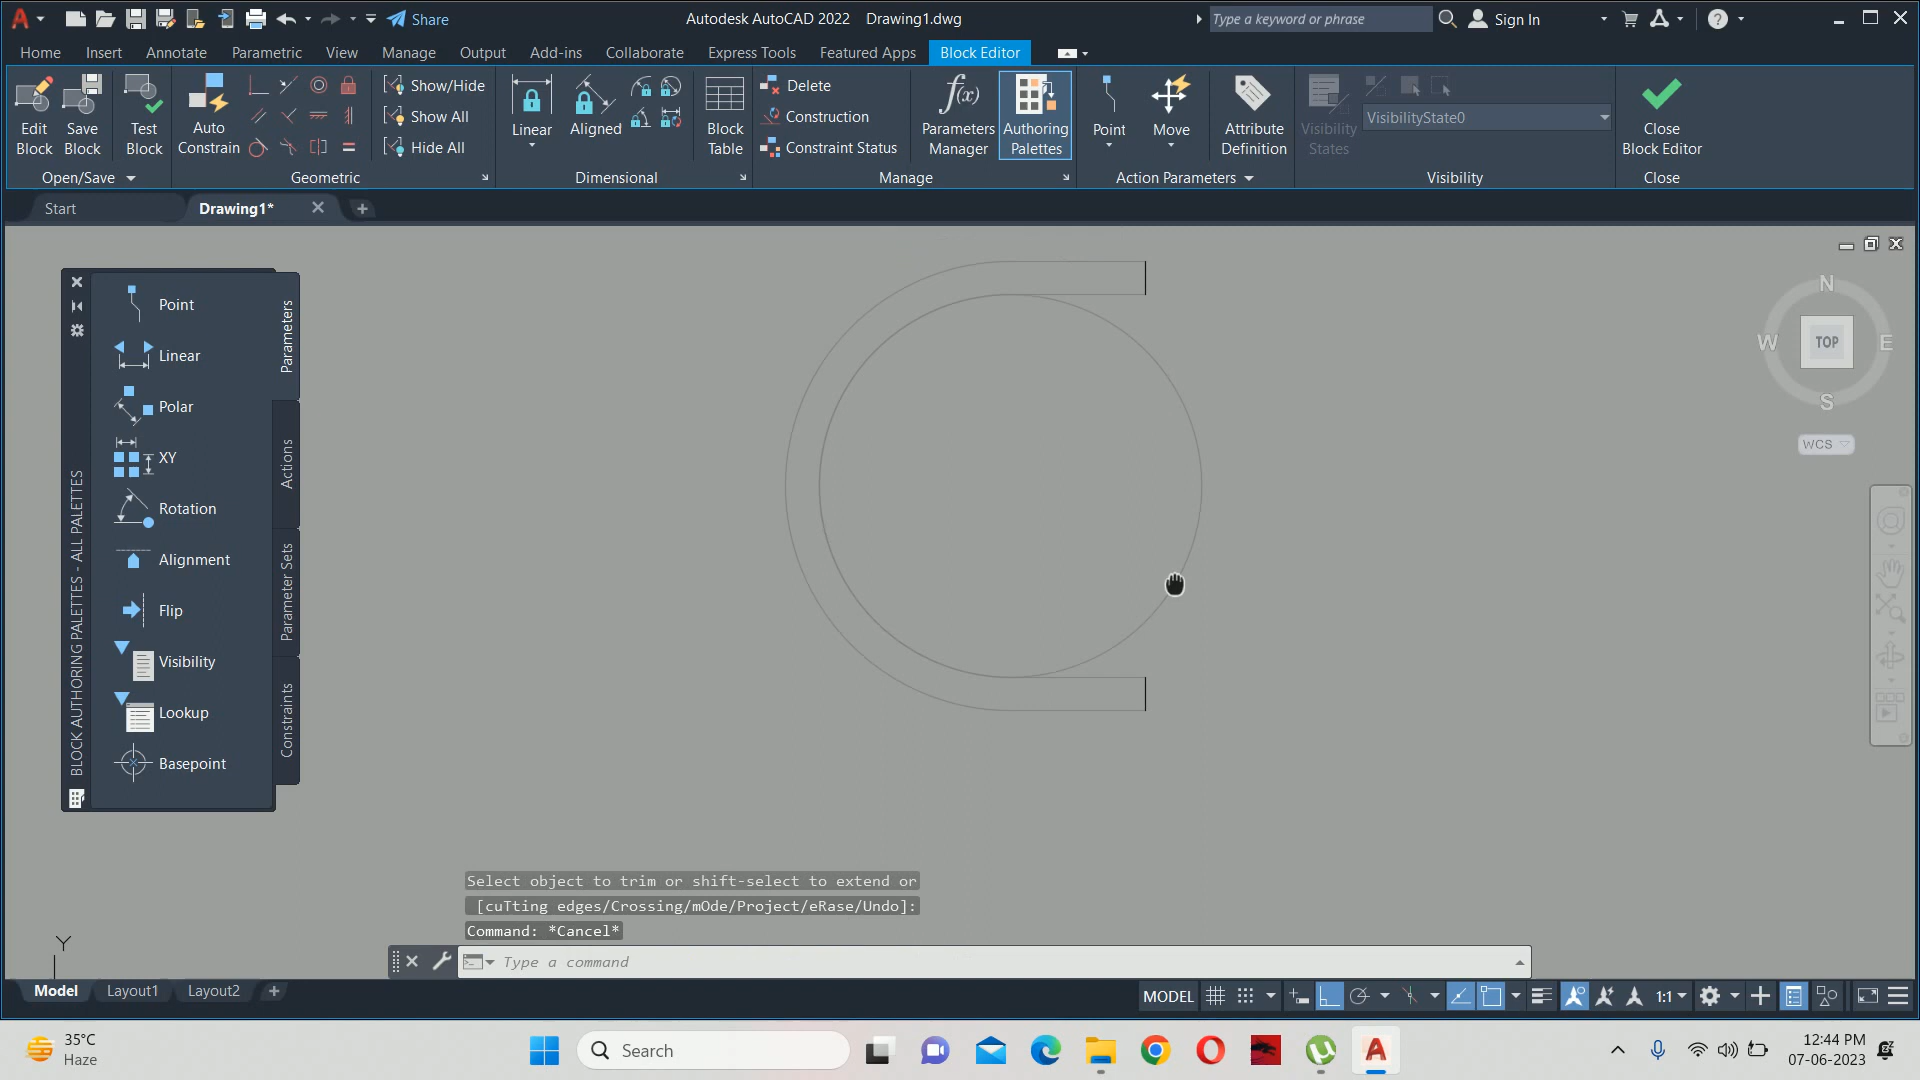 Share
Autodesk AutoCAD 2022 Drawing1.dwg
Type a keyword or phrase
Sign In
Home Insert Annotate Parametric View Manage Output Add-ins Collaborate Express Tools Featured Apps Block Editor
Edit Block
Save Block
Test Block
Open/Save
Auto Constrain
Show/Hide
Show All
Hide All
Geometric
Linear
Aligned
Dimensional
Block Table
Delete
Construction
Constraint Status
f(x)
Parameters Manager
Authoring Palettes
Manage
Point
Move
Action Parameters
Attribute Definition
Visibility States
VisibilityState0
Visibility
Close Block Editor
Close
Start
Drawing1*
Point
Linear
Polar
XY
Rotation
Alignment
Flip
Visibility
Lookup
Basepoint
Parameters
Actions
Parameter Sets
Constraints
BLOCK AUTHORING PALETTES - ALL PALETTES
N
W TOP E
S
WCS
Select object to trim or shift-select to extend or
[cuTting edges/Crossing/mOde/Project/eRase/Undo]:
Command: *Cancel*
Y
Type a command
Model Layout1 Layout2
MODEL
1:1
35°C
Haze
Search
12:44 PM
07-06-2023